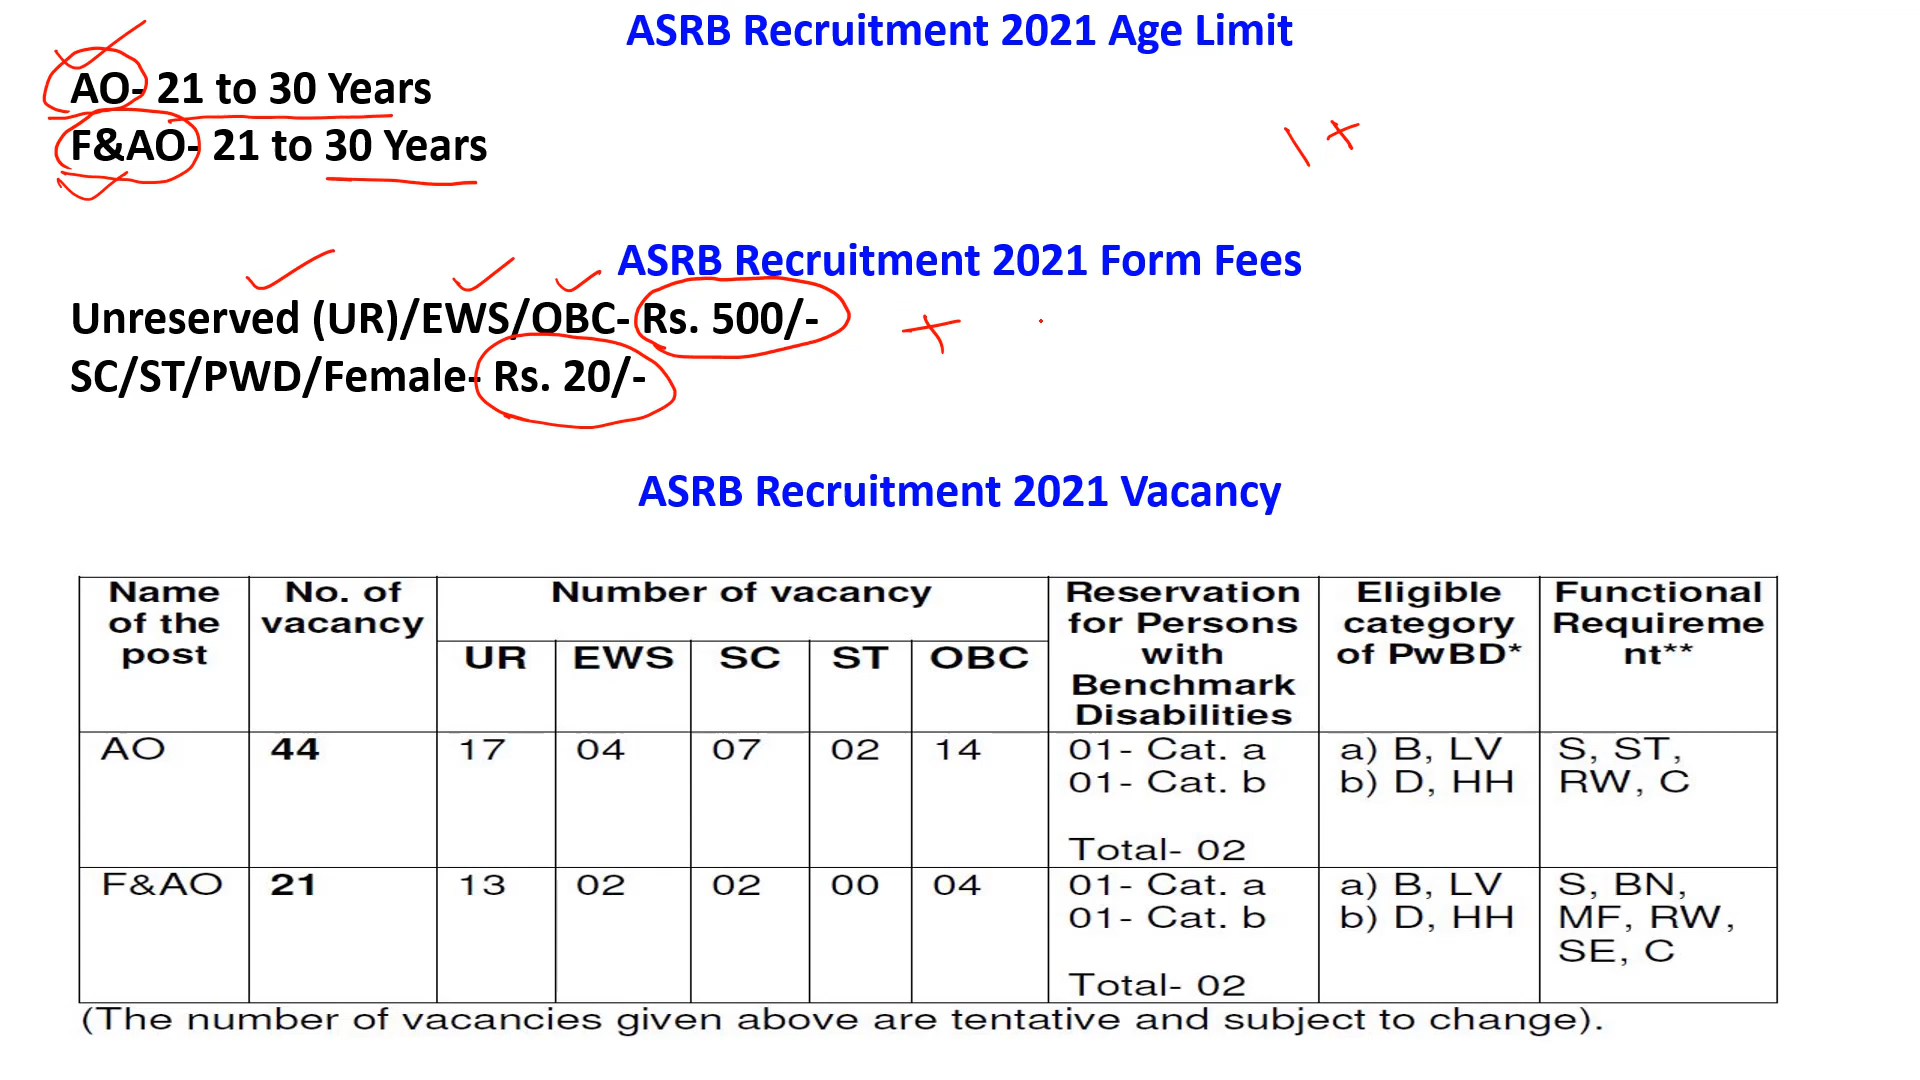 ASRB Recruitment 2021 Age Limit
AO- 21 to 30 Years
F&AO- 21 to 30 Years
ASRB Recruitment 2021 Form Fees
Unreserved (UR)/EWS/OBC- Rs. 500/-
SC/ST/PWD/Female- Rs. 20/-
ASRB Recruitment 2021 Vacancy
Name of the post No. of vacancy Number of vacancy Reservation for Persons with Benchmark Disabilities Eligible category of PwBD* Functional Requireme nt**
UR EWS SC ST OBC
AO 44 17 04 07 02 14 01- Cat. a a) B, LV S, ST,
01- Cat. b b) D, HH RW, C
Total- 02
F&AO 21 13 02 02 00 04 01- Cat. a a) B, LV S, BN,
01- Cat. b b) D, HH MF, RW,
SE, C
Total- 02
(The number of vacancies given above are tentative and subject to change).